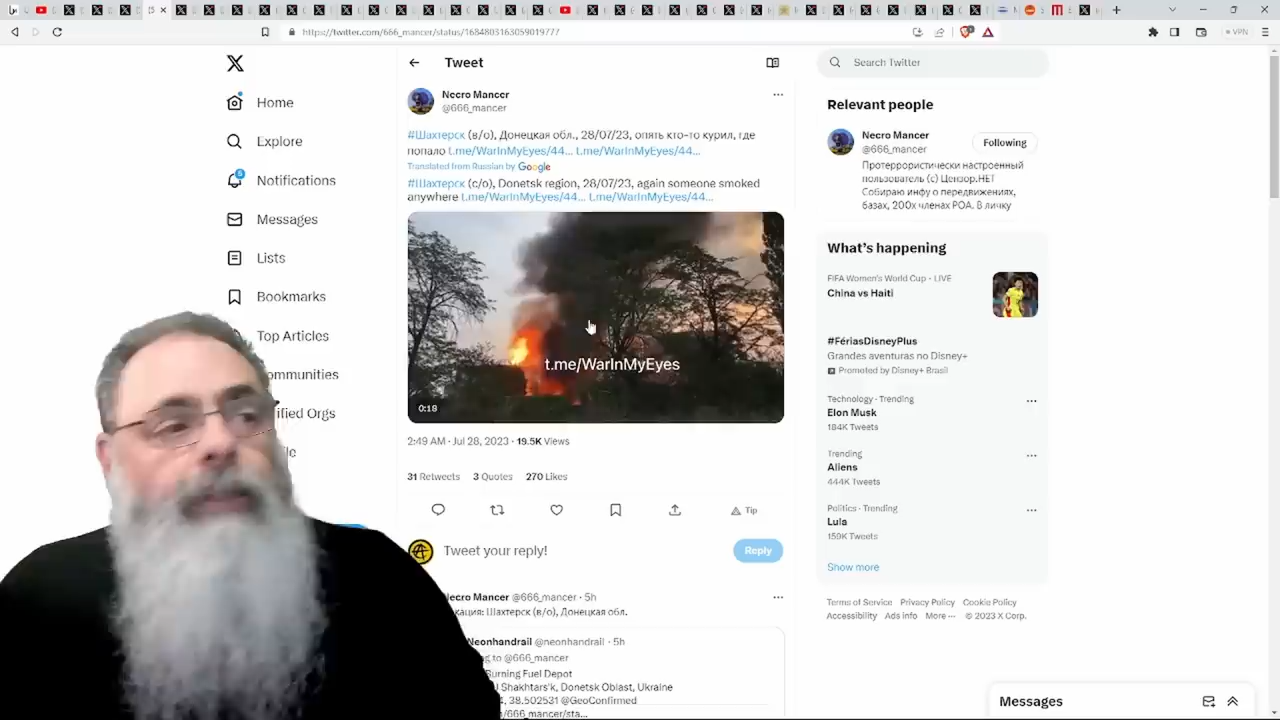 https://twitter.com/666_mancer/status/1684803163059019777
VPN
Home
Explore
Notifications
Messages
Lists
Bookmarks
Top Articles
Tweet
Necro Mancer
@666_mancer
#Шахтерск (в/о), Донецкая обл., 28/07/23, опять кто-то курил, где
попало t.me/WarInMyEyes/44... t.me/WarInMyEyes/44...
Translated from Russian by Google
#Шахтерск (c/o), Donetsk region, 28/07/23, again someone smoked
anywhere t.me/WarInMyEyes/44... t.me/WarInMyEyes/44...
t.me/WarInMyEyes
0:18
2:49 AM · Jul 28, 2023 · 19.5K Views
31 Retweets 3 Quotes 270 Likes
Tip
Tweet your reply!
Reply
Mancer @666_mancer · 5h
Шахтерск (в/о), Донецкая обл.
Neonhandrail @neonhandrail · 5h
to @666_mancer
Fuel Depot
Shakhtars'k, Donetsk Oblast, Ukraine
38.502531 @GeoConfirmed
Search Twitter
Relevant people
Necro Mancer
@666_mancer
Following
Протеррористически настроенный
пользователь (c) Цензор.НЕТ
Собираю инфу о передвижениях,
базах, 200х членах РОА. В личку
What's happening
FIFA Women's World Cup · LIVE
China vs Haiti
#FériasDisneyPlus
Grandes aventuras no Disney+
Promoted by Disney+ Brasil
Technology · Trending
Elon Musk
184K Tweets
Trending
Aliens
444K Tweets
Politics · Trending
Lula
159K Tweets
Show more
Terms of Service Privacy Policy Cookie Policy
Accessibility Ads info More ··· © 2023 X Corp.
Messages